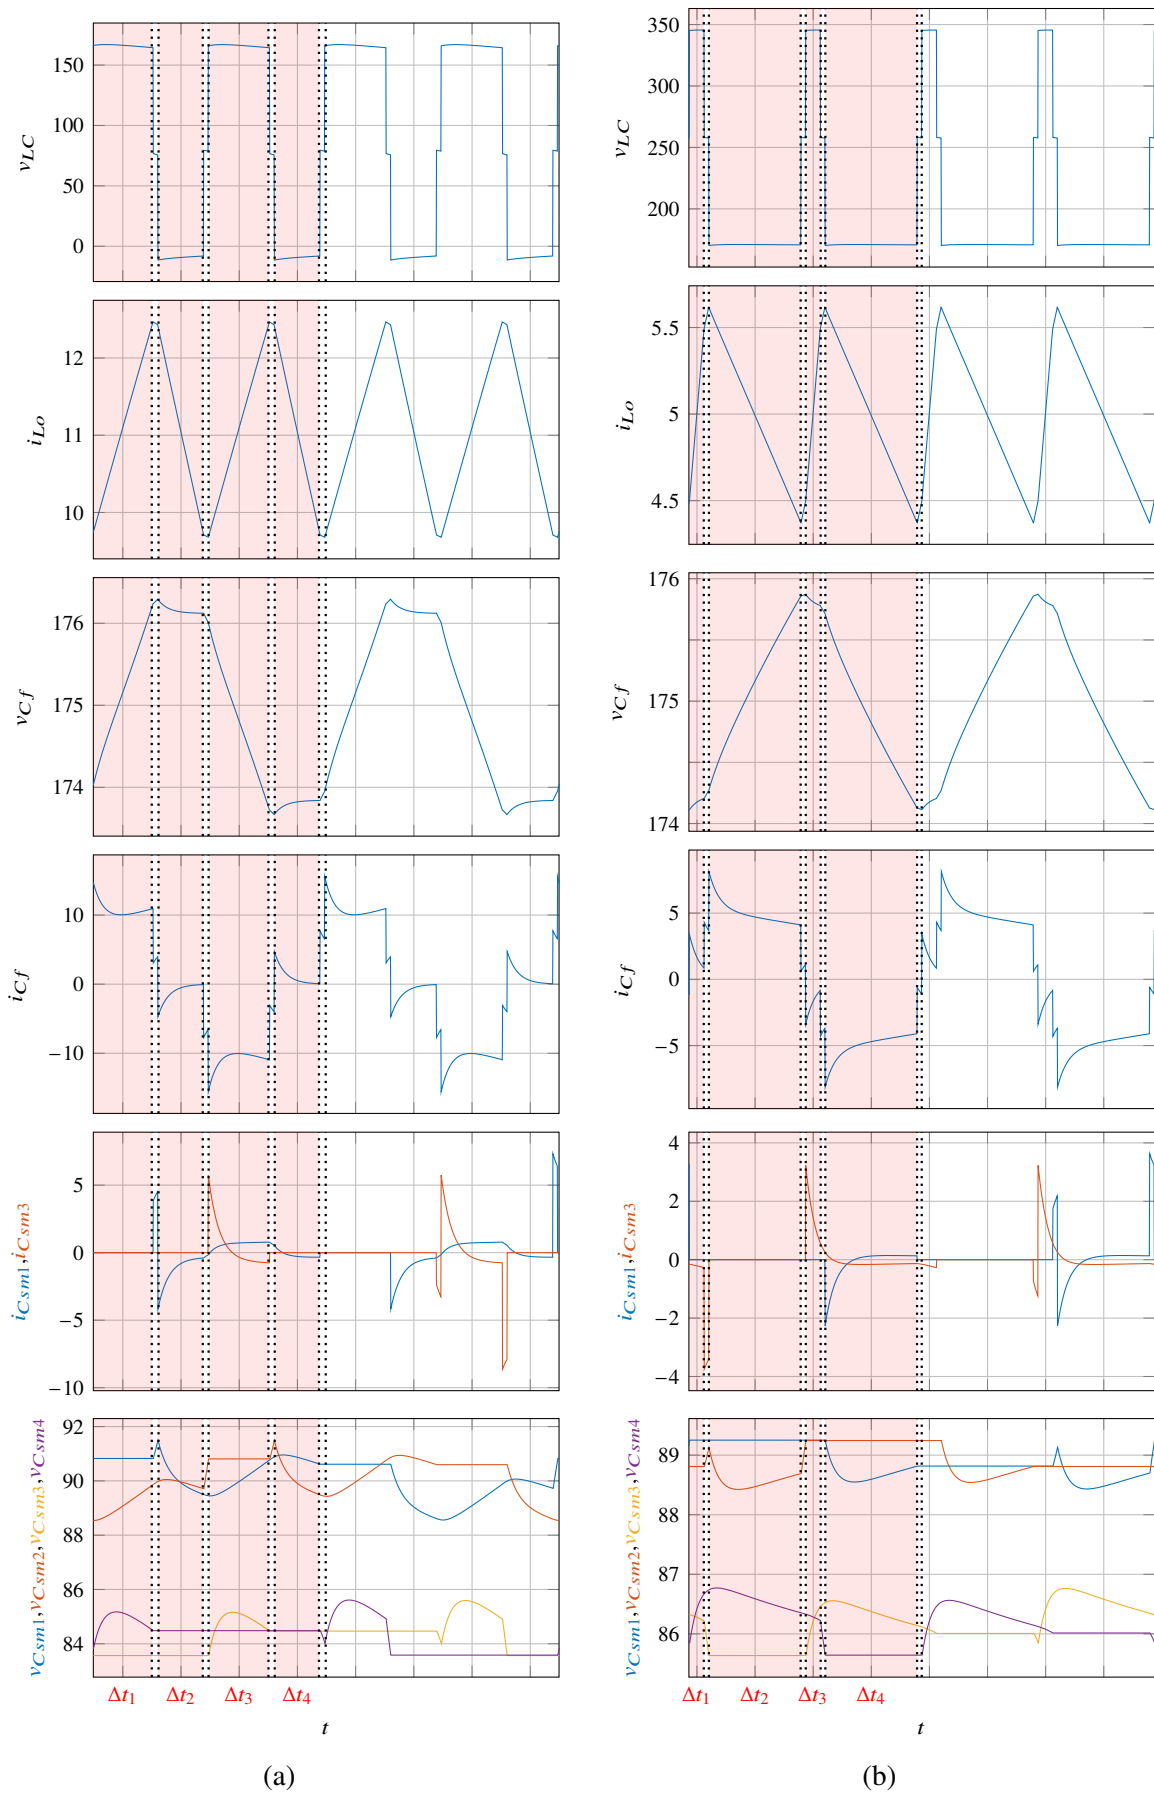 150
100
50
0
v_LC
12
11
10
i_Lo
176
175
174
v_Cf
10
0
−10
i_Cf
5
0
−5
−10
i_Csm1,i_Csm3
92
90
88
86
84
v_Csm1,v_Csm2,v_Csm3,v_Csm4
Δt1 Δt2 Δt3 Δt4
t
(a)
350
300
250
200
v_LC
5.5
5
4.5
i_Lo
176
175
174
v_Cf
5
0
−5
i_Cf
4
2
0
−2
−4
i_Csm1,i_Csm3
89
88
87
86
v_Csm1,v_Csm2,v_Csm3,v_Csm4
Δt1 Δt2 Δt3 Δt4
t
(b)